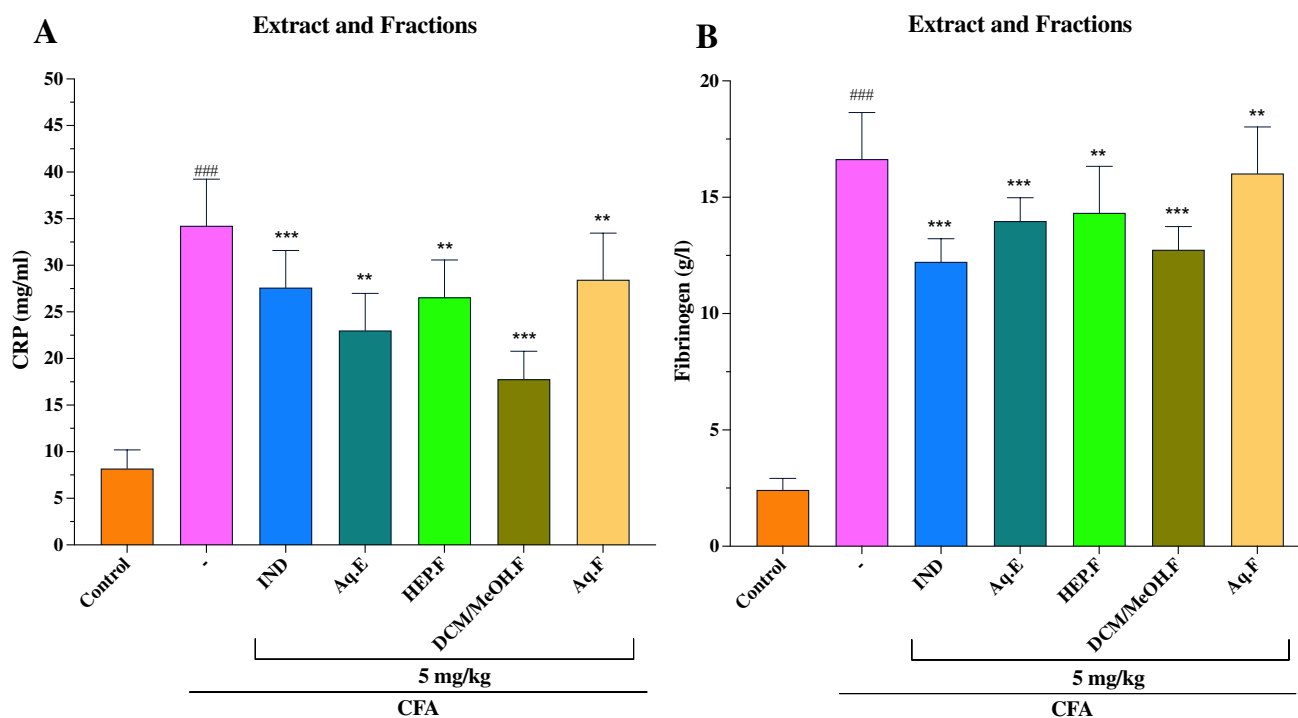 A
Extract and Fractions
CRP (mg/ml)
50
45
40
35
30
25
20
15
10
5
0
###
***
**
**
***
**
Control
-
IND
Aq.E
HEP.F
DCM/MeOH.F
Aq.F
5 mg/kg
CFA
B
Extract and Fractions
Fibrinogen (g/l)
20
15
10
5
0
###
***
***
**
***
**
Control
-
IND
Aq.E
HEP.F
DCM/MeOH.F
Aq.F
5 mg/kg
CFA